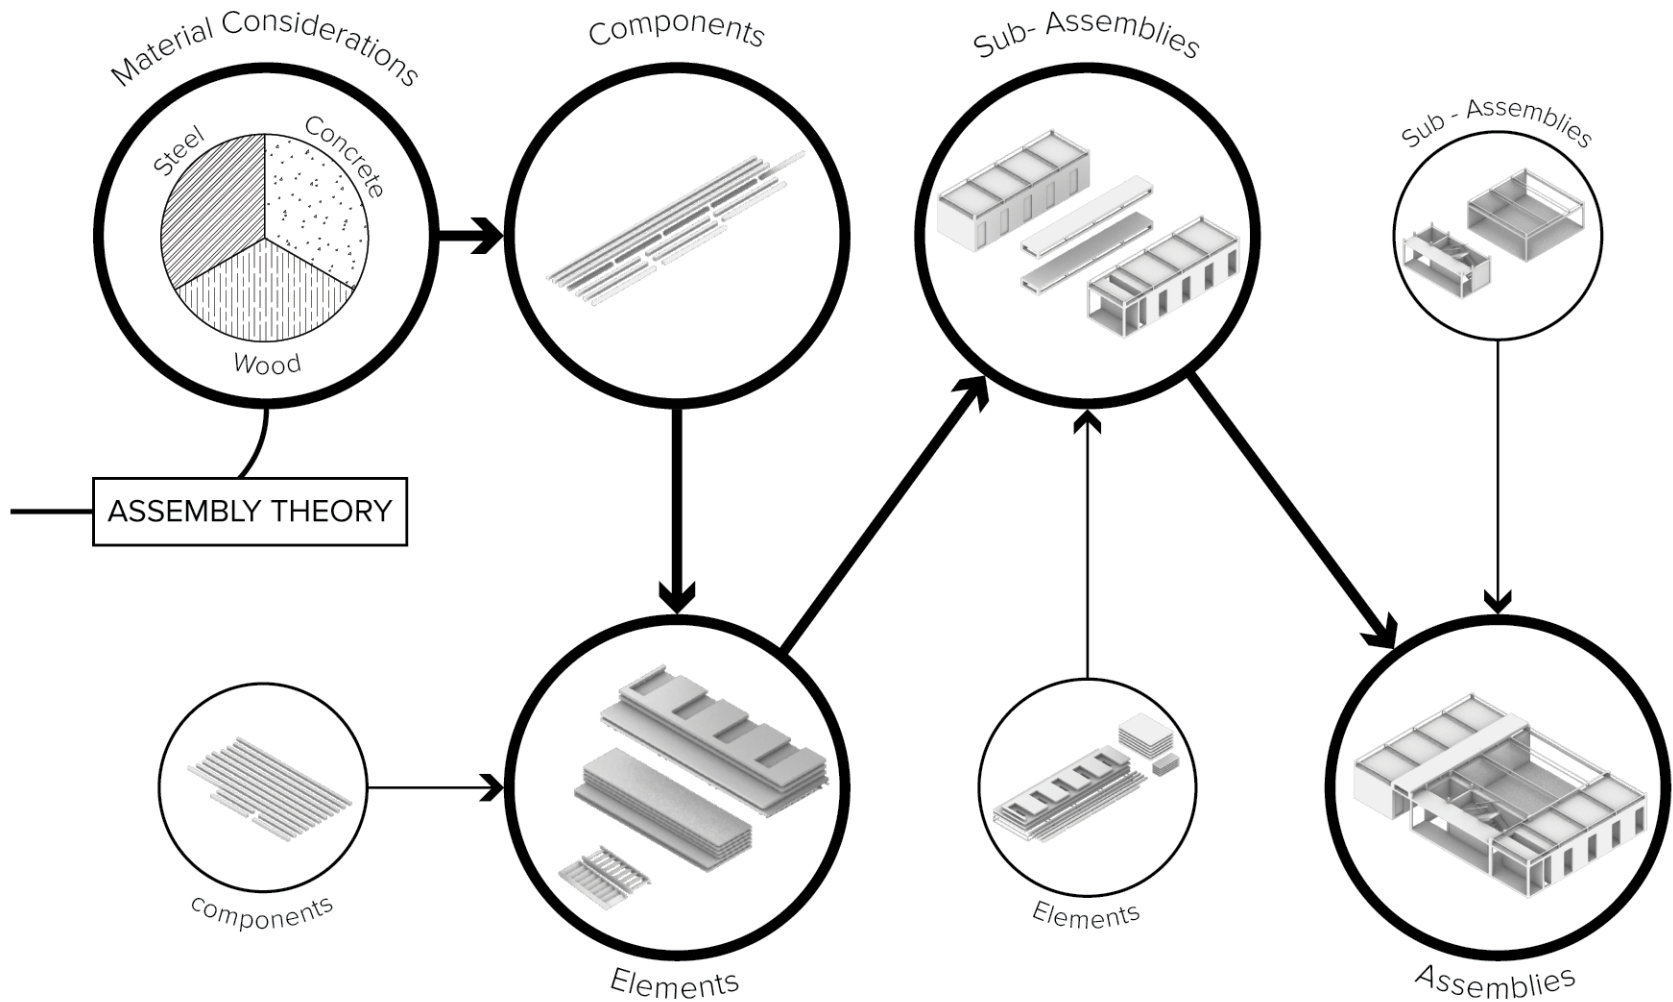 Material Considerations
Components
Sub- Assemblies
Sub - Assemblies
Steel
Concrete
Wood
ASSEMBLY THEORY
components
Elements
Elements
Assemblies